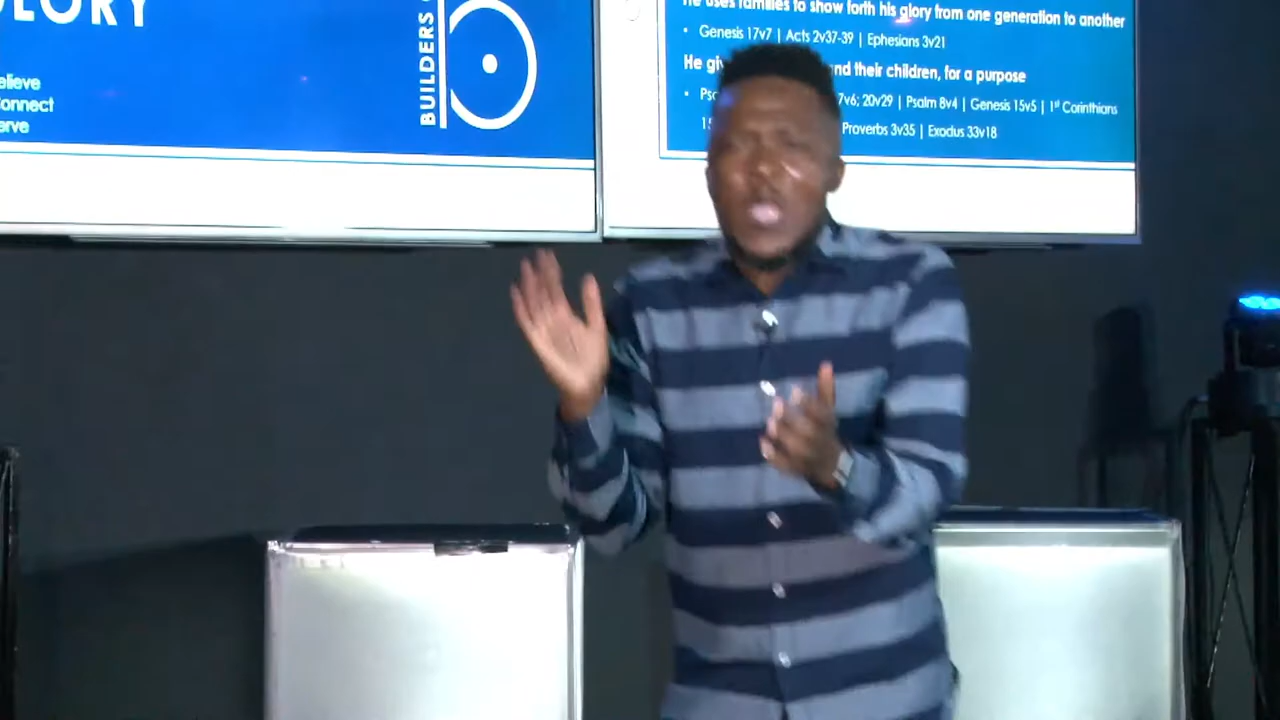 GLORY
elieve
onnect
erve
BUILDERS
He uses families to show forth his glory from one generation to another
• Genesis 17v7 | Acts 2v37-39 | Ephesians 3v21
He nd their children, for a purpose
• 7v6; 20v29 | Psalm 8v4 | Genesis 15v5 | 1st Corinthians
Proverbs 3v35 | Exodus 33v18